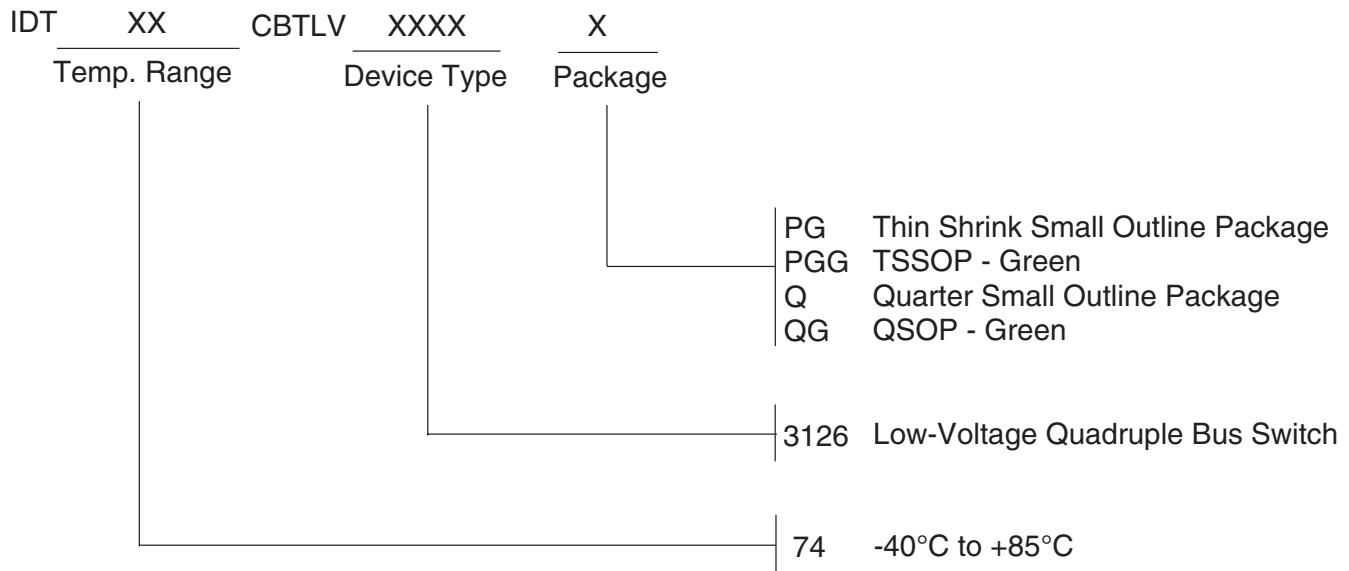 IDT XX CBTLV XXXX X
Temp. Range Device Type Package
PG Thin Shrink Small Outline Package
PGG TSSOP - Green
Q Quarter Small Outline Package
QG QSOP - Green
3126 Low-Voltage Quadruple Bus Switch
74 -40°C to +85°C